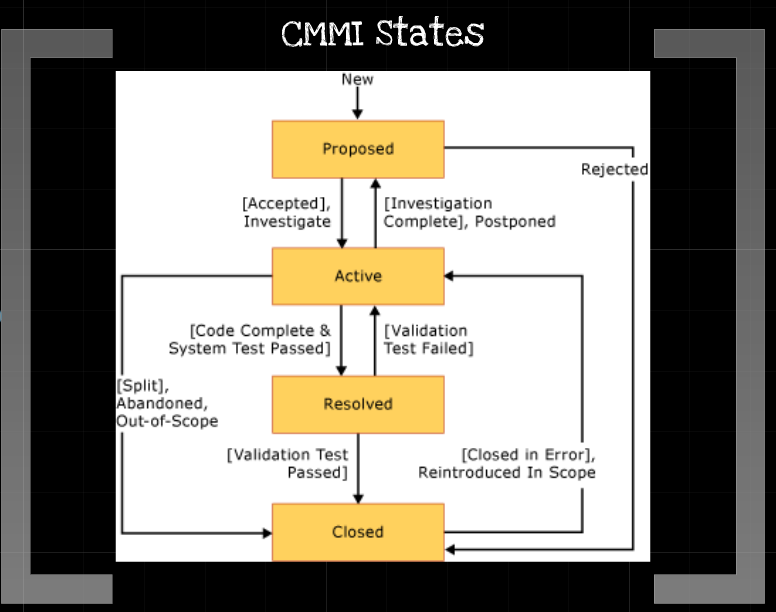 CMMI States
New
Proposed
Rejected
[Accepted],
Investigate
[Investigation
Complete], Postponed
Active
[Code Complete &
System Test Passed]
[Validation
Test Failed]
[Split],
Abandoned,
Out-of-Scope
Resolved
[Validation Test
Passed]
[Closed in Error],
Reintroduced In Scope
Closed